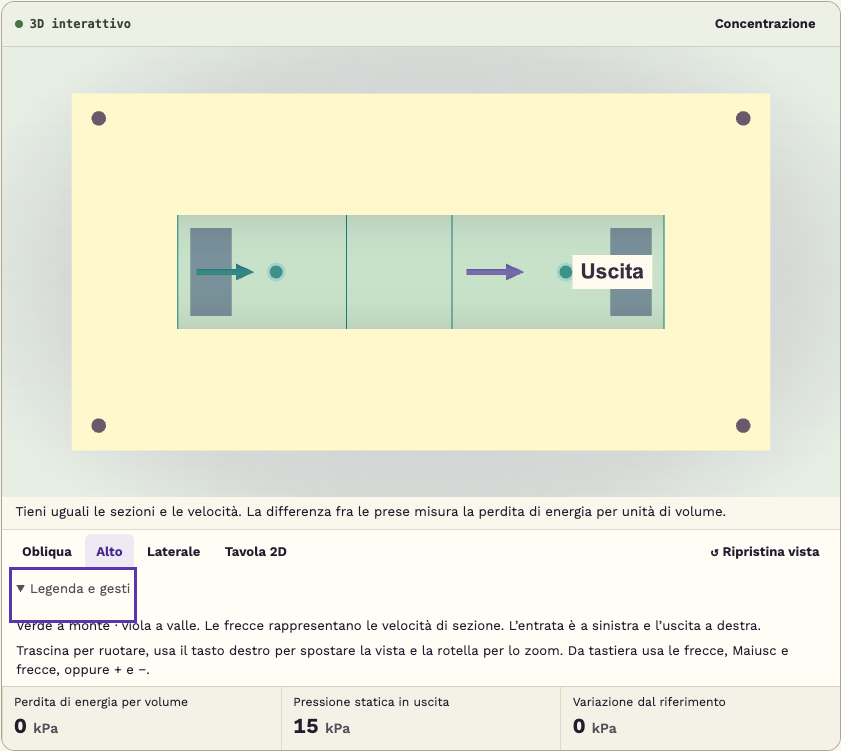 3D interattivo
Concentrazione
Uscita
Tieni uguali le sezioni e le velocità. La differenza fra le prese misura la perdita di energia per unità di volume.
Obliqua
Alto
Laterale
Tavola 2D
↺ Ripristina vista
▼ Legenda e gesti
Verde a monte · viola a valle. Le frecce rappresentano le velocità di sezione. L’entrata è a sinistra e l’uscita a destra.
Trascina per ruotare, usa il tasto destro per spostare la vista e la rotella per lo zoom. Da tastiera usa le frecce, Maiusc e
frecce, oppure + e −.
Perdita di energia per volume
0 kPa
Pressione statica in uscita
15 kPa
Variazione dal riferimento
0 kPa